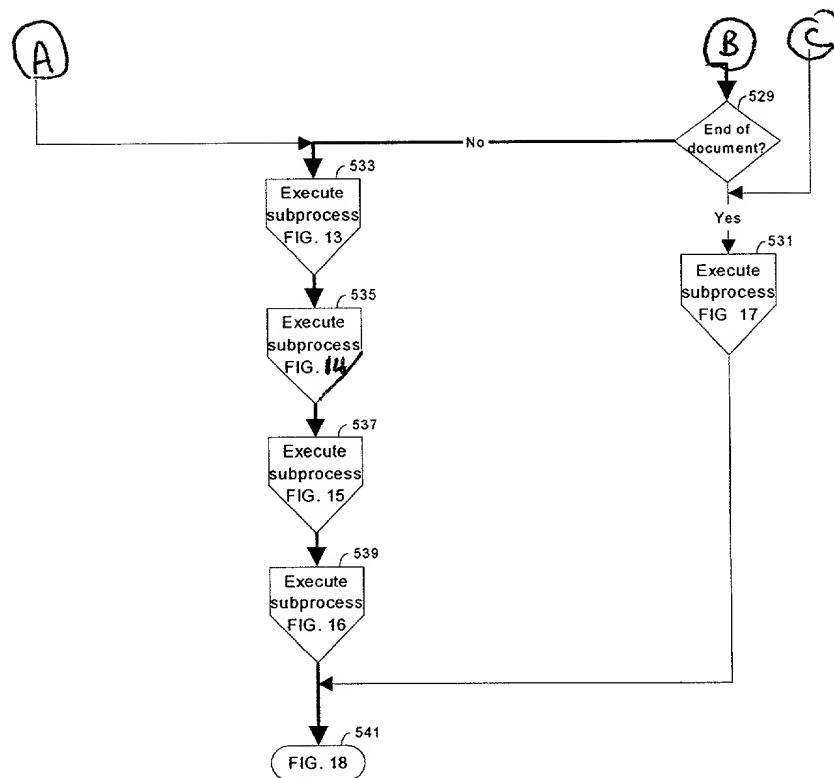 A
B
C
529
End of
document?
No
533
Execute
subprocess
FIG. 13
Yes
531
Execute
subprocess
FIG 17
535
Execute
subprocess
FIG. 14
537
Execute
subprocess
FIG. 15
539
Execute
subprocess
FIG. 16
541
FIG. 18